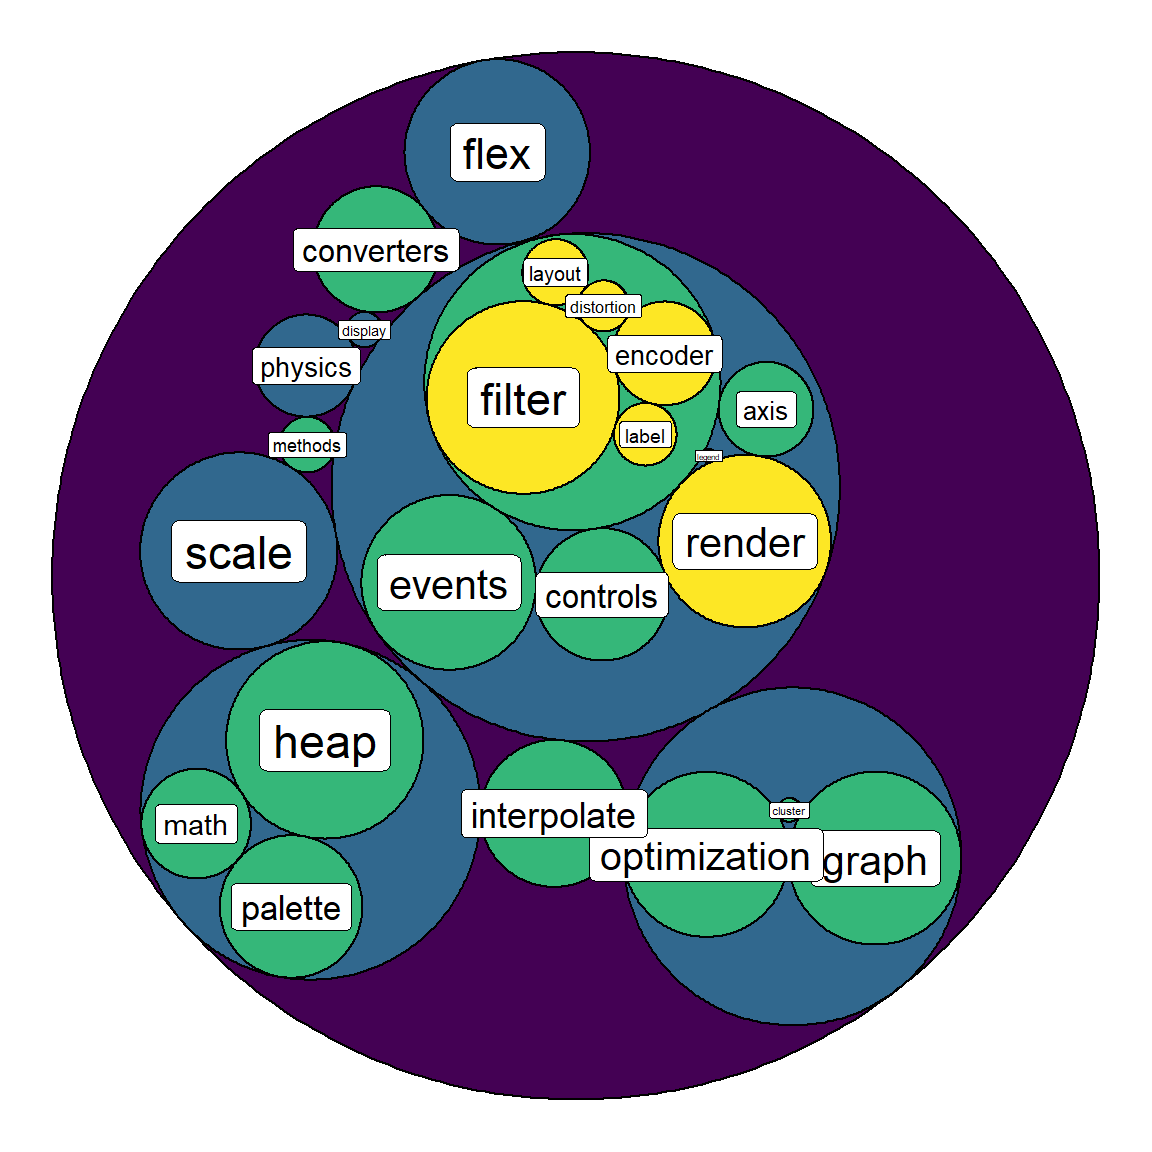 flex
converters
layout
distortion
display
encoder
physics
filter
axis
label
methods
legend
render
scale
events
controls
heap
cluster
interpolate
math
optimization
graph
palette